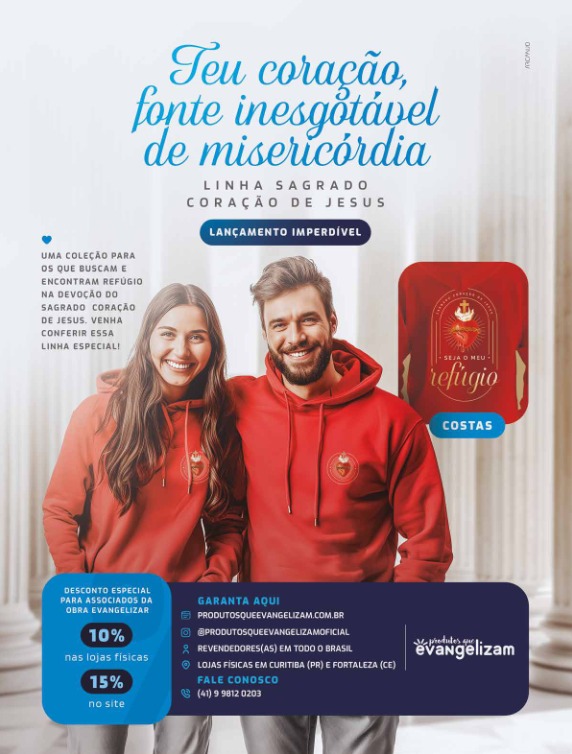 Teu coração,
fonte inesgotável
de misericórdia
LINHA SAGRADO
CORAÇÃO DE JESUS
LANÇAMENTO IMPERDÍVEL
UMA COLEÇÃO PARA
OS QUE BUSCAM E
ENCONTRAM REFÚGIO
NA DEVOÇÃO DO
SAGRADO CORAÇÃO
DE JESUS. VENHA
CONFERIR ESSA
LINHA ESPECIAL!
- SEJA O MEU -
refúgio
COSTAS
DESCONTO ESPECIAL
PARA ASSOCIADOS DA
OBRA EVANGELIZAR
10%
nas lojas físicas
15%
no site
GARANTA AQUI
PRODUTOSQUEEVANGELIZAM.COM.BR
@PRODUTOSQUEEVANGELIZAMOFICIAL
REVENDEDORES(AS) EM TODO O BRASIL
LOJAS FÍSICAS EM CURITIBA (PR) E FORTALEZA (CE)
FALE CONOSCO
(41) 9 9812 0203
produtos que
evangelizam